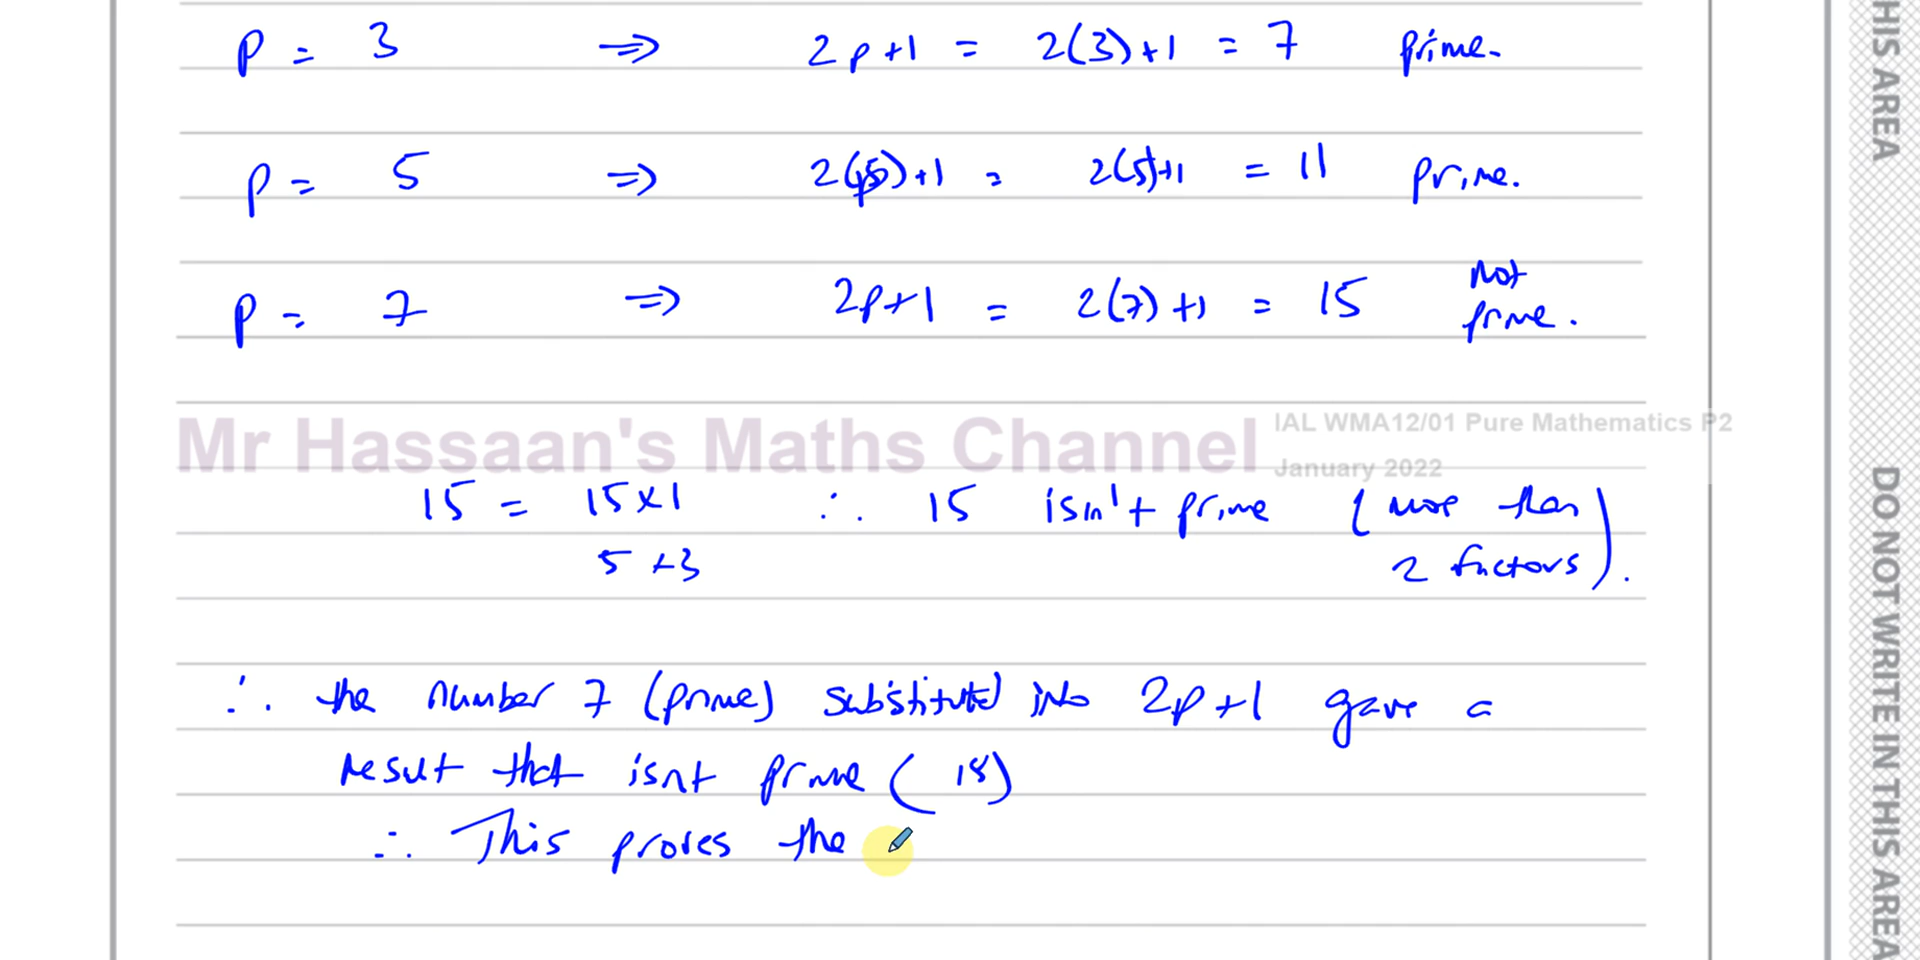 p = 3 ⇒ 2p+1 = 2(3)+1 = 7 prime.
p = 5 ⇒ 2(p)+1 = 2(5)+1 = 11 prime.
p = 7 ⇒ 2p+1 = 2(7)+1 = 15 Not prime.
Mr Hassaan's Maths Channel
IAL WMA12/01 Pure Mathematics P2
January 2022
15 = 15×1 ∴ 15 isn't prime (more than
5×3 2 factors).
∴ the number 7 (prime) substituted into 2p+1 gave a
result that isnt prime (15)
∴ This proves the
HIS AREA
DO NOT WRITE IN THIS AREA